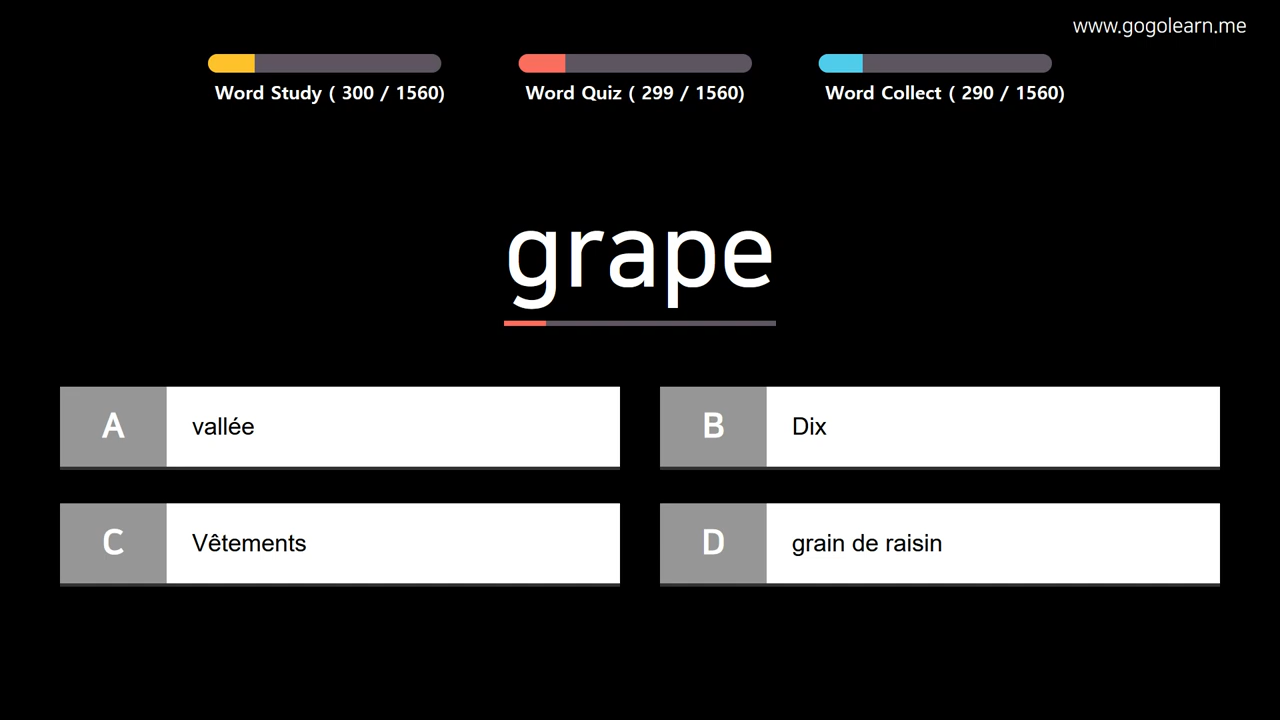 www.gogolearn.me
Word Study ( 300 / 1560)
Word Quiz ( 299 / 1560)
Word Collect ( 290 / 1560)
grape
A
vallée
B
Dix
C
Vêtements
D
grain de raisin